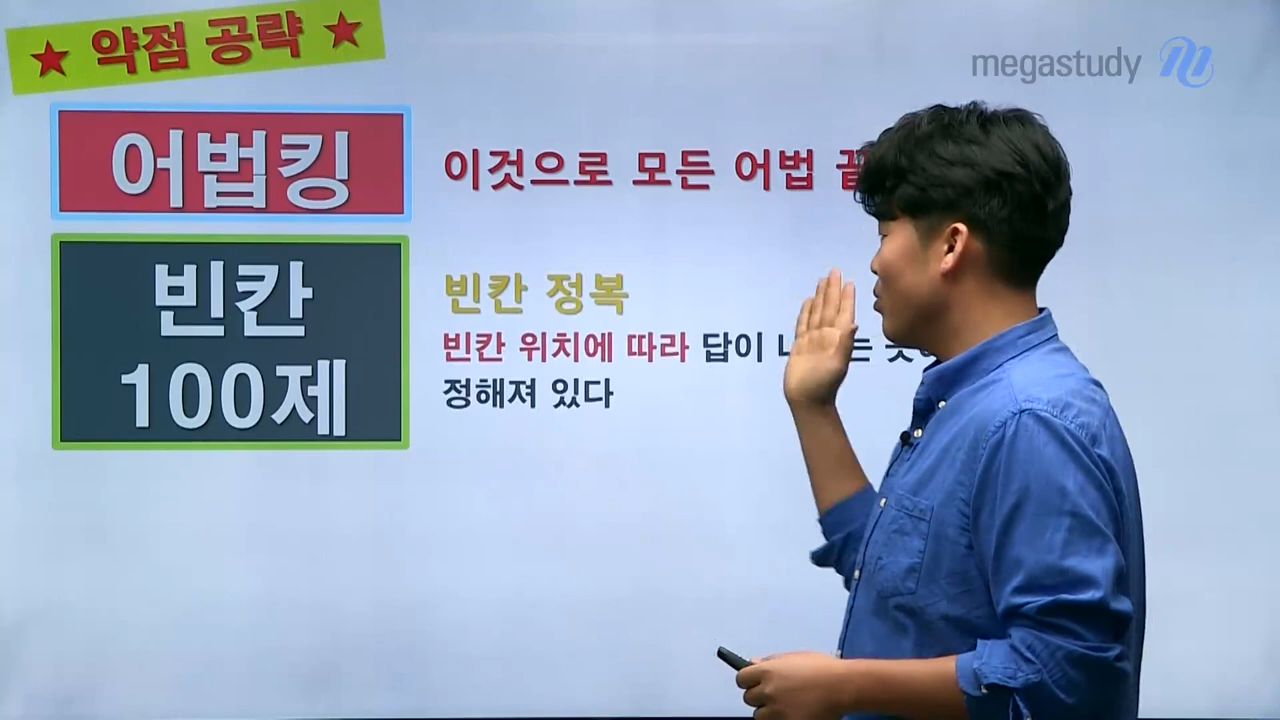 ★ 약점 공략 ★
megastudy
어법킹
이것으로 모든 어법
빈칸
100제
빈칸 정복
빈칸 위치에 따라 답이
정해져 있다